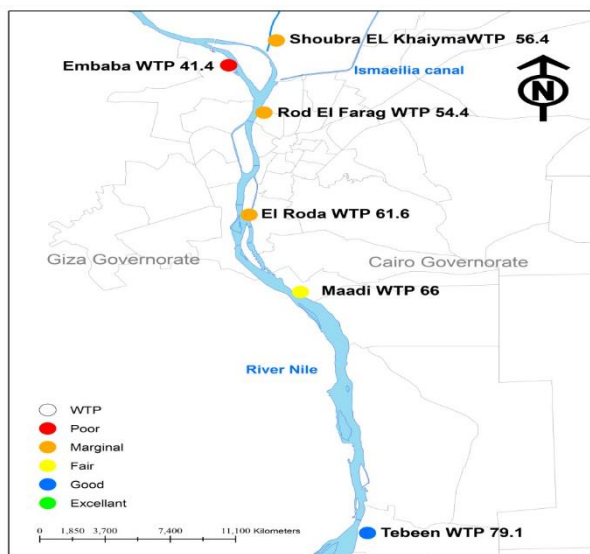 Shoubra EL KhaiymaWTP 56.4
Embaba WTP 41.4
Ismaeilia canal
N
Rod El Farag WTP 54.4
El Roda WTP 61.6
Giza Governorate
Cairo Governorate
Maadi WTP 66
River Nile
WTP
Poor
Marginal
Fair
Good
Excellant
0 1,850 3,700 7,400 11,100 Kilometers
Tebeen WTP 79.1